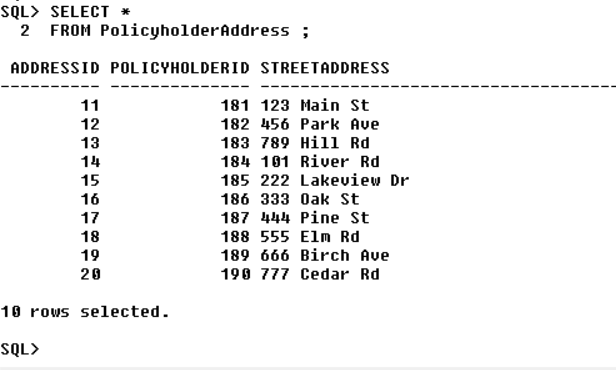 SQL> SELECT *
  2  FROM PolicyholderAddress ;
 ADDRESSID POLICYHOLDERID STREETADDRESS
---------- -------------- ------------------------------------
        11            181 123 Main St
        12            182 456 Park Ave
        13            183 789 Hill Rd
        14            184 101 River Rd
        15            185 222 Lakeview Dr
        16            186 333 Oak St
        17            187 444 Pine St
        18            188 555 Elm Rd
        19            189 666 Birch Ave
        20            190 777 Cedar Rd
10 rows selected.
SQL>